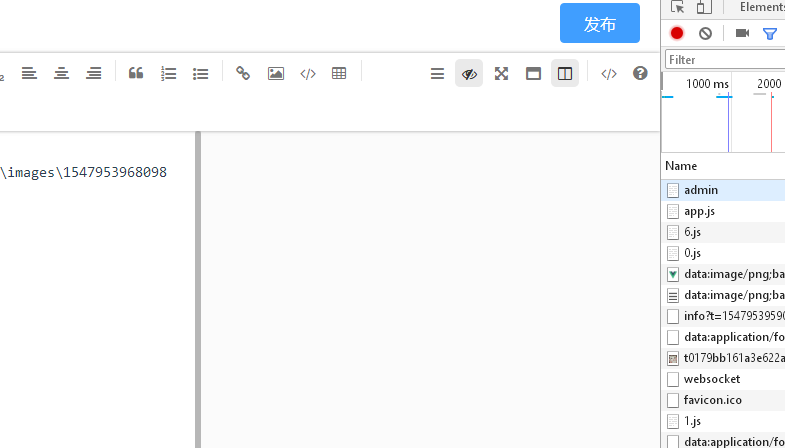 发布
Elements
Filter
1000 ms
2000
\images\1547953968098
Name
admin
app.js
6.js
0.js
data:image/png;ba
data:image/png;ba
info?t=1547953959
data:application/fo
t0179bb161a3e622a
websocket
favicon.ico
1.js
data:application/fo